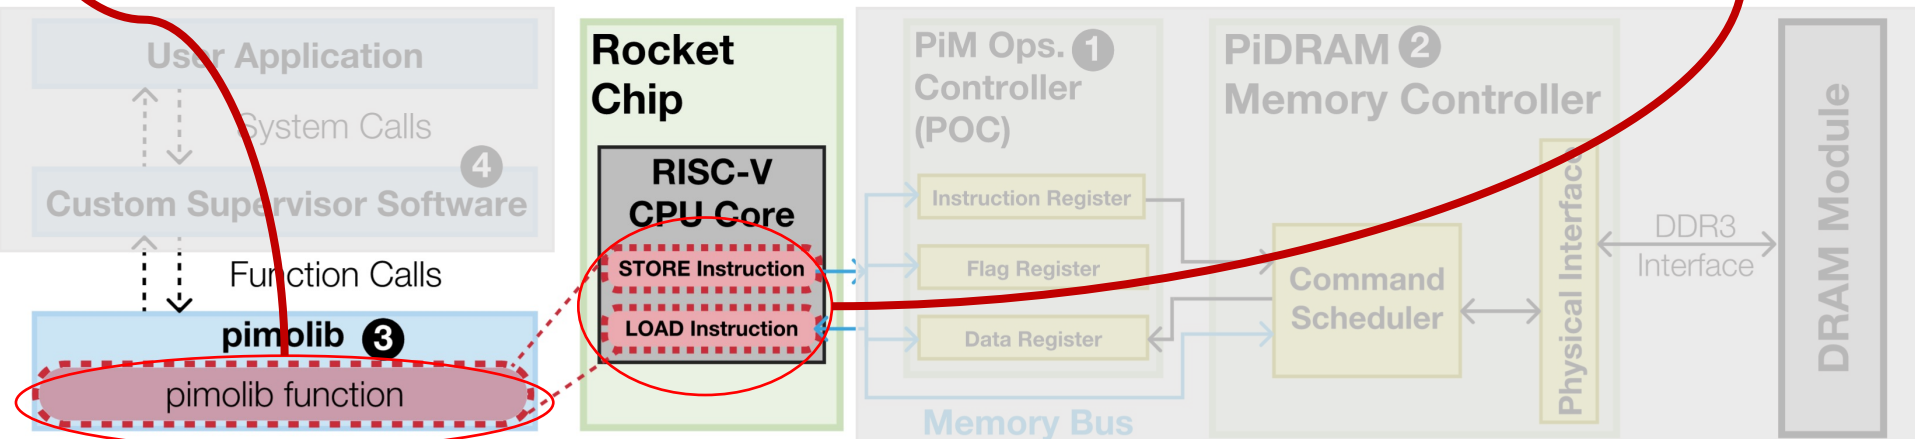 User Application
System Calls
4
Custom Supervisor Software
Function Calls
pimolib 3
pimolib function
Rocket
Chip
RISC-V
CPU Core
STORE Instruction
LOAD Instruction
PiM Ops. 1
Controller
(POC)
Instruction Register
Flag Register
Data Register
Memory Bus
PiDRAM 2
Memory Controller
Command
Scheduler
Physical Interface
DDR3
Interface
DRAM Module